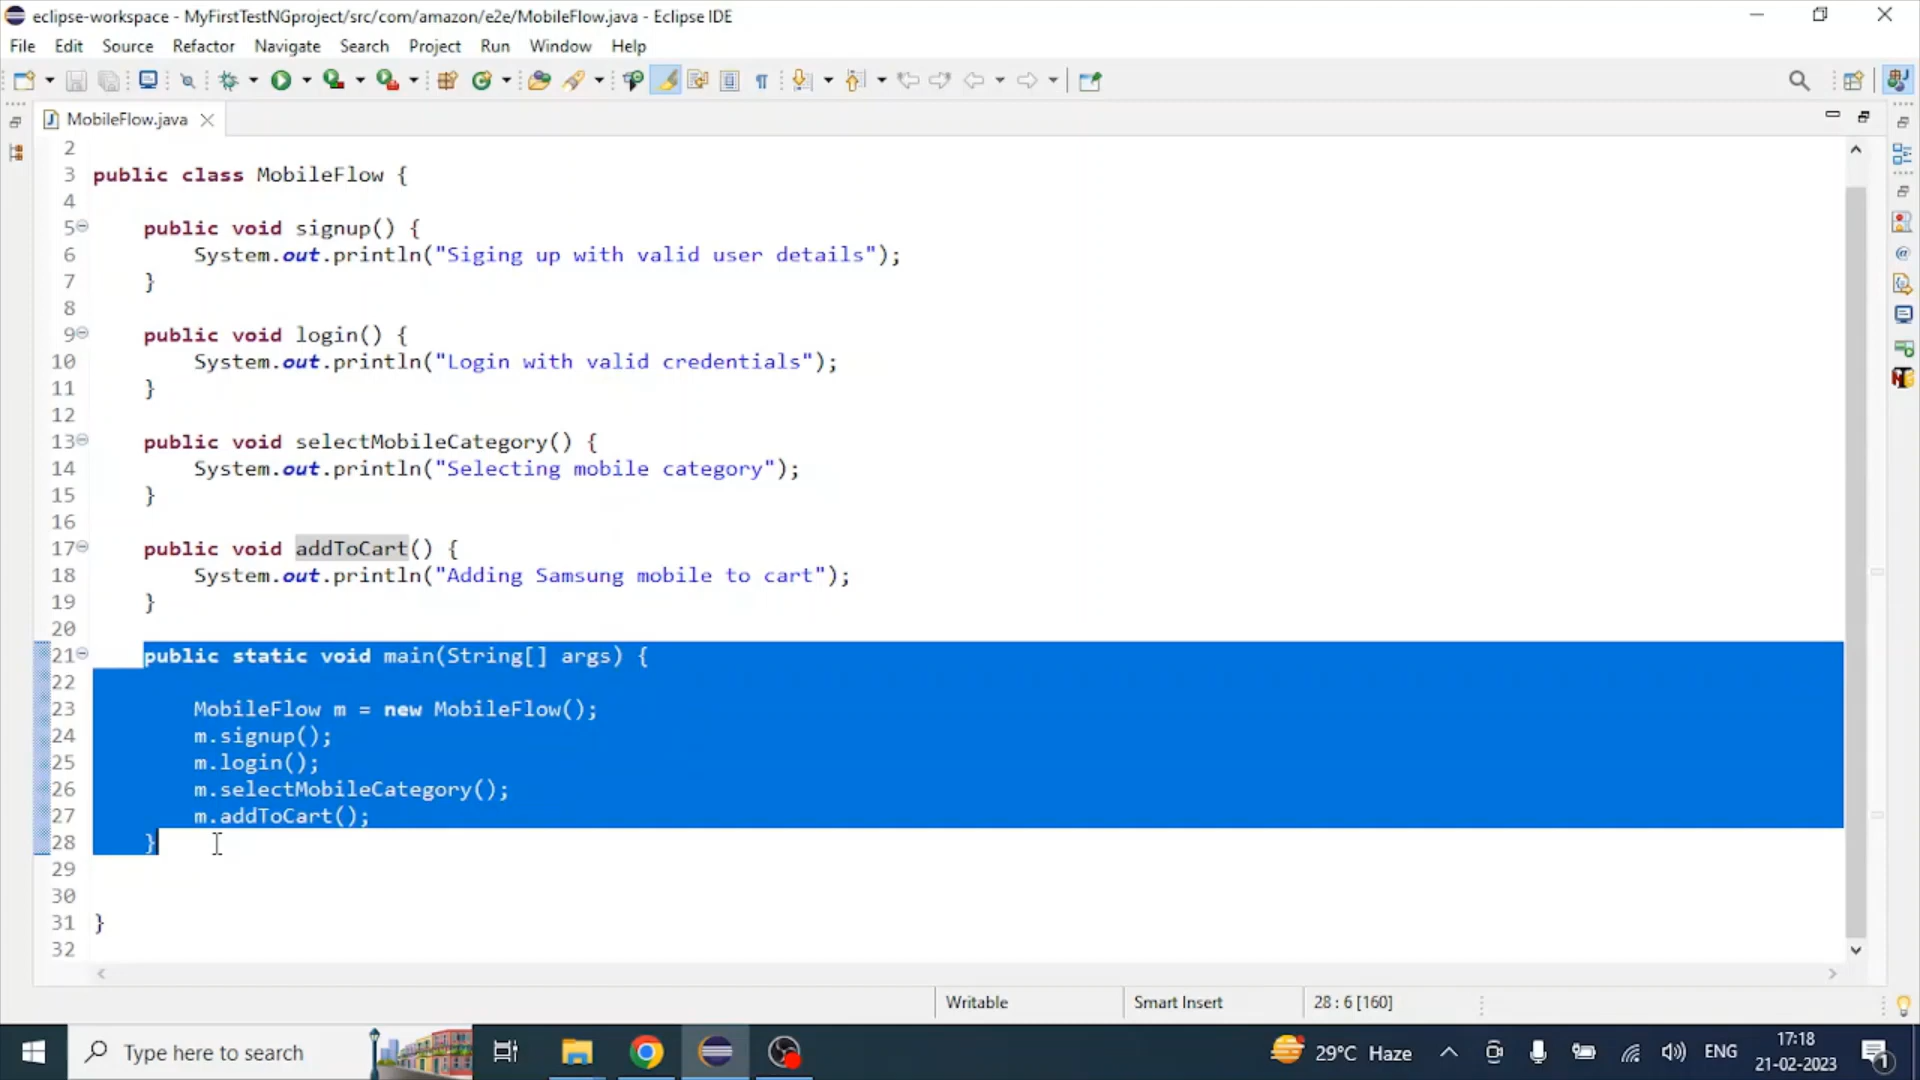 eclipse-workspace - MyFirstTestNGproject/src/com/amazon/e2e/MobileFlow.java - Eclipse IDE
File Edit Source Refactor Navigate Search Project Run Window Help
MobileFlow.java
2
3 public class MobileFlow {
4
5 public void signup() {
6 System.out.println("Siging up with valid user details");
7 }
8
9 public void login() {
10 System.out.println("Login with valid credentials");
11 }
12
13 public void selectMobileCategory() {
14 System.out.println("Selecting mobile category");
15 }
16
17 public void addToCart() {
18 System.out.println("Adding Samsung mobile to cart");
19 }
20
21 public static void main(String[] args) {
22
23 MobileFlow m = new MobileFlow();
24 m.signup();
25 m.login();
26 m.selectMobileCategory();
27 m.addToCart();
28 }
29
30
31 }
32
Writable Smart Insert 28 : 6 [160]
Type here to search 29°C Haze ENG 17:18
21-02-2023 1